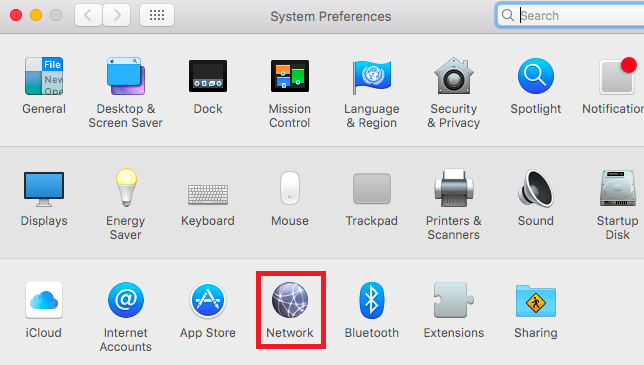 System Preferences
Search
File
New
Ope
General
Desktop &
Screen Saver
Dock
Mission
Control
Language
& Region
Security
& Privacy
Spotlight
Notification
Displays
Energy
Saver
Keyboard
Mouse
Trackpad
Printers &
Scanners
Sound
Startup
Disk
iCloud
@
Internet
Accounts
App Store
Network
Bluetooth
Extensions
Sharing